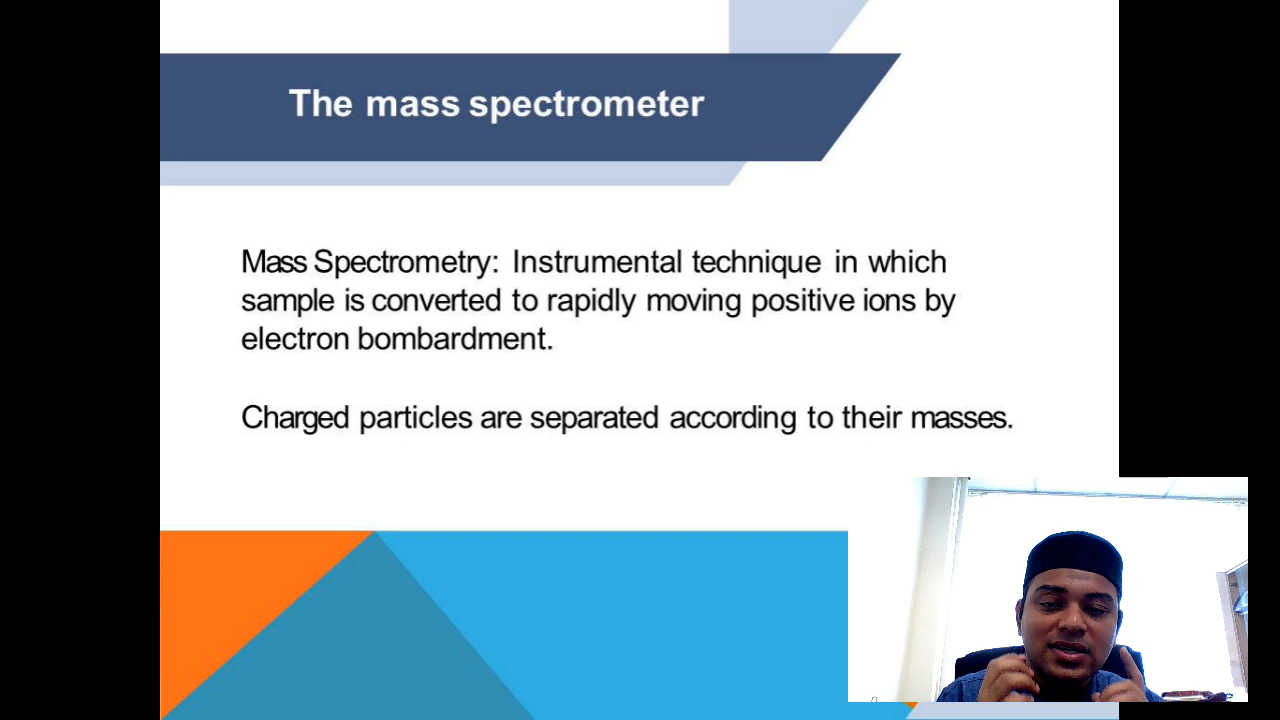 The mass spectrometer
Mass Spectrometry: Instrumental technique in which
sample is converted to rapidly moving positive ions by
electron bombardment.
Charged particles are separated according to their masses.